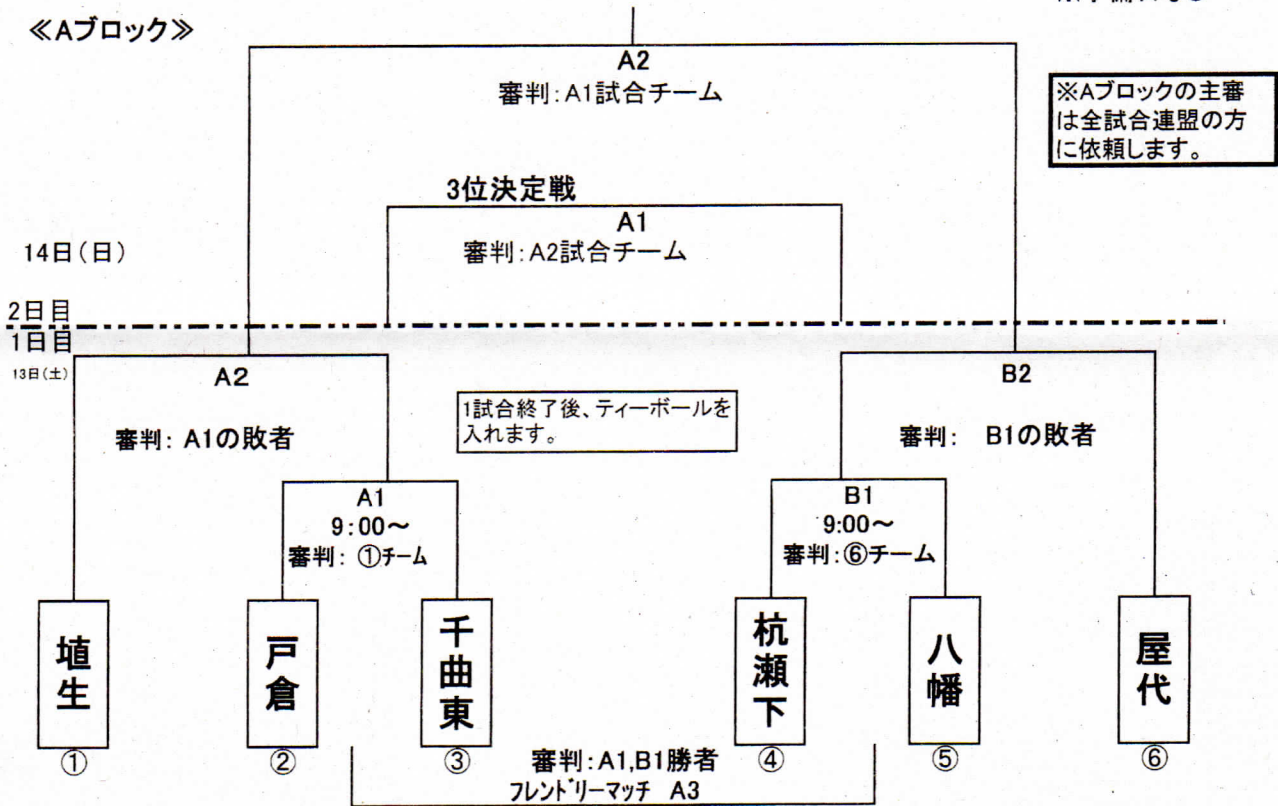 ≪Aブロック≫
A2
審判:A1試合チーム
※Aブロックの主審
は全試合連盟の方
に依頼します。
3位決定戦
A1
審判:A2試合チーム
14日(日)
2日目
1日目
13日(土)
A2
B2
1試合終了後、ティーボールを
入れます。
審判: A1の敗者
審判: B1の敗者
A1
9:00～
審判: ①チーム
B1
9:00～
審判:⑥チーム
埴生
戸倉
千曲東
杭瀬下
八幡
屋代
① ② ③ ④ ⑤ ⑥
審判:A1,B1勝者
フレンドリーマッチ A3